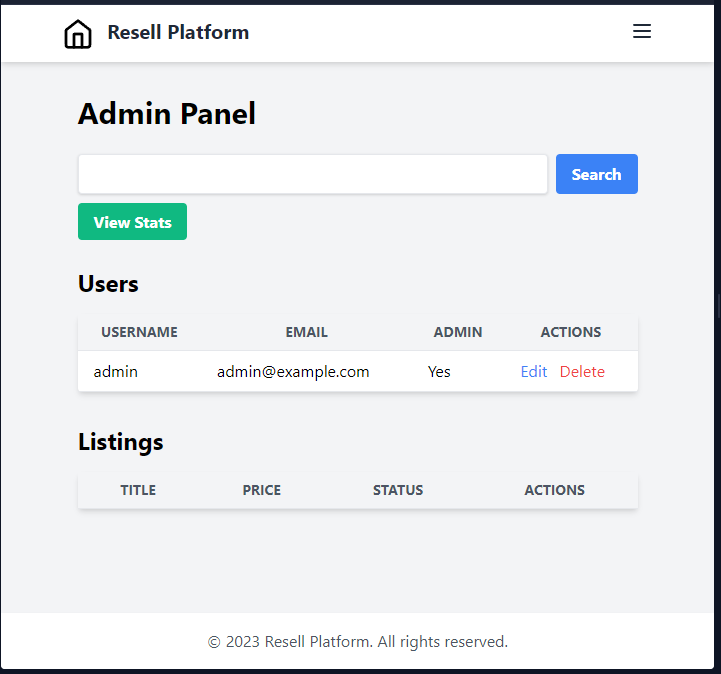 Resell Platform
Admin Panel
Search
View Stats
Users
USERNAME EMAIL ADMIN ACTIONS
admin admin@example.com Yes Edit Delete
Listings
TITLE PRICE STATUS ACTIONS
© 2023 Resell Platform. All rights reserved.